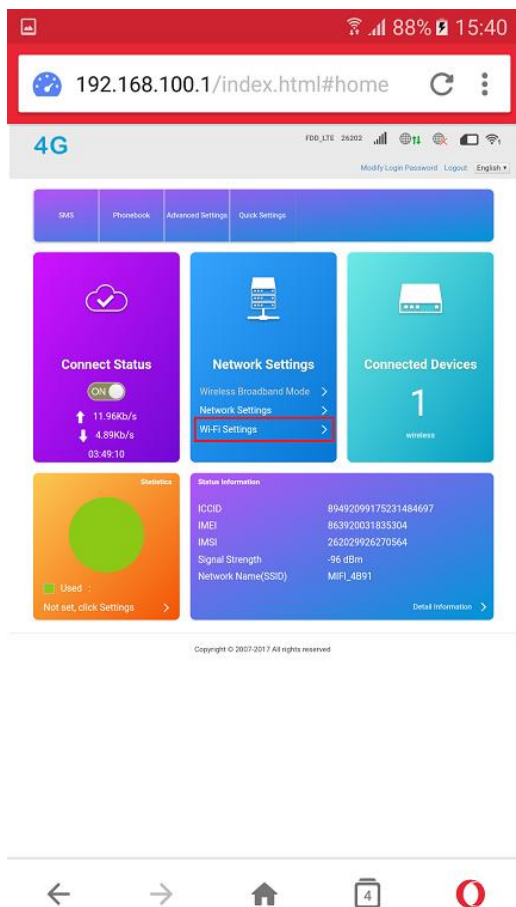 88% 15:40
192.168.100.1/index.html#home
4G
FDD_LTE 26202
1
Modify Login Password Logout English
SMS Phonebook Advanced Settings Quick Settings
Connect Status
ON
11.96Kb/s
4.89Kb/s
03:49:10
Network Settings
Wireless Broadband Mode
Network Settings
Wi-Fi Settings
Connected Devices
1
wireless
Statistics
Used :
Not set, click Settings
Status Information
ICCID 89492099175231484697
IMEI 863920031835304
IMSI 262029926270564
Signal Strength -96 dBm
Network Name(SSID) MIFI_4B91
Detail Information
Copyright © 2007-2017 All rights reserved
4